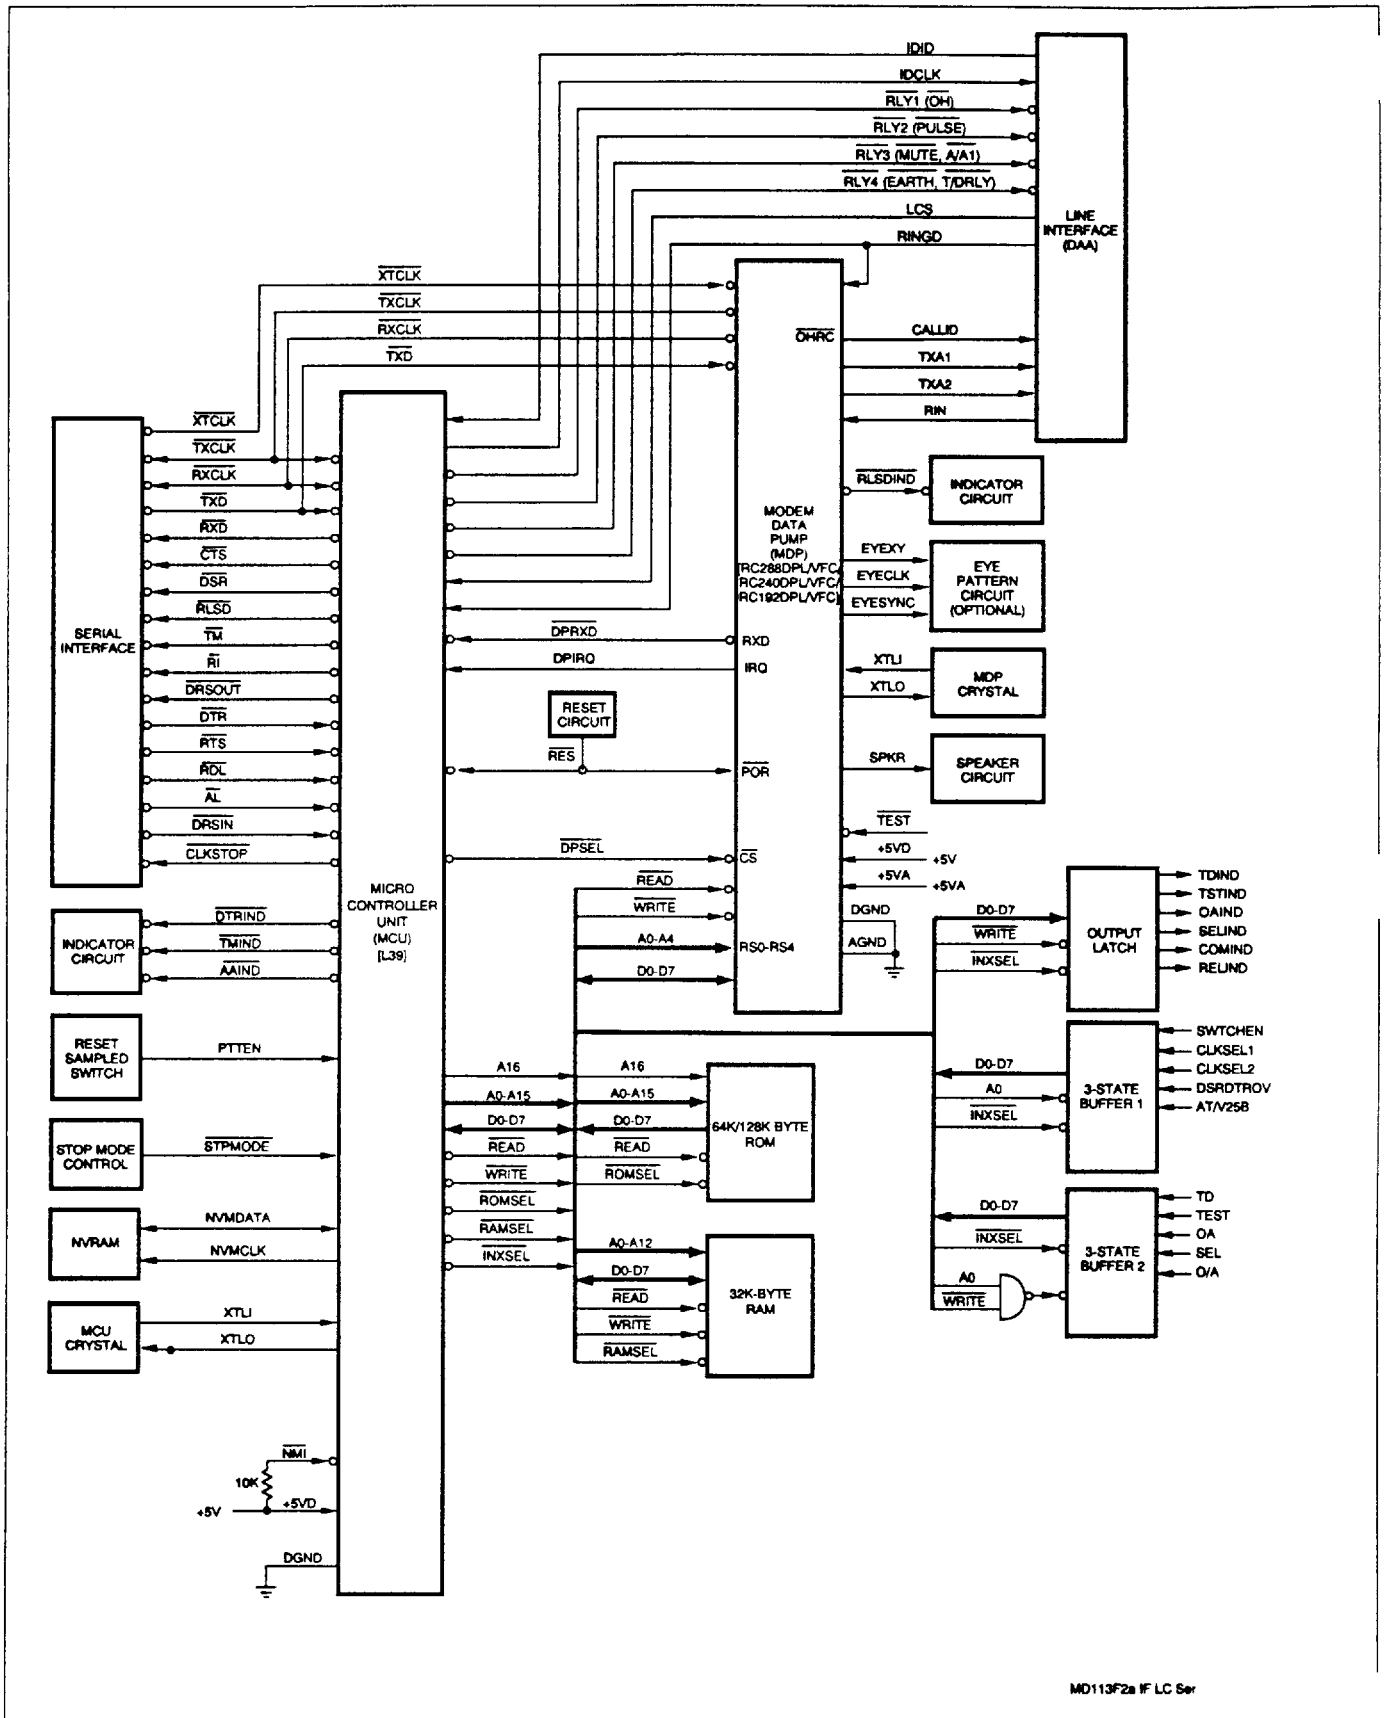 IDID
IDCLK
RLY1 (OH)
RLY2 (PULSE)
RLY3 (MUTE, A/A1)
RLY4 (EARTH, T/DRLY)
LCS
RINGD
LINE
INTERFACE
(DAA)
XTCLK
TXCLK
RXCLK
TXD
OHRC
CALLID
TXA1
TXA2
RIN
MODEM
DATA
PUMP
(MDP)
[RC288DPL/VFC/
RC240DPL/VFC/
RC192DPL/VFC]
RLSDIND
INDICATOR
CIRCUIT
EYEXY
EYECLK
EYESYNC
EYE
PATTERN
CIRCUIT
(OPTIONAL)
XTLI
XTLO
MDP
CRYSTAL
SPKR
SPEAKER
CIRCUIT
TEST
+5VD
+5V
+5VA
+5VA
DGND
AGND
SERIAL
INTERFACE
XTCLK
TXCLK
RXCLK
TXD
RXD
CTS
DSR
RLSD
TM
RI
DRSOUT
DTR
RTS
RDL
AL
DRSIN
CLKSTOP
MICRO
CONTROLLER
UNIT
(MCU)
[L39]
DPRXD
RXD
DPIRQ
IRQ
RESET
CIRCUIT
RES
POR
DPSEL
CS
READ
WRITE
A0-A4
RS0-RS4
D0-D7
INDICATOR
CIRCUIT
DTRIND
TMIND
AAIND
RESET
SAMPLED
SWITCH
PTTEN
STOP MODE
CONTROL
STPMODE
NVRAM
NVMDATA
NVMCLK
MCU
CRYSTAL
XTLI
XTLO
NMI
10K
+5V
+5VD
DGND
A16
A0-A15
D0-D7
READ
WRITE
ROMSEL
RAMSEL
INXSEL
A16
A0-A15
D0-D7
READ
ROMSEL
64K/128K BYTE
ROM
A0-A12
D0-D7
READ
WRITE
RAMSEL
32K-BYTE
RAM
D0-D7
WRITE
INXSEL
OUTPUT
LATCH
TDIND
TSTIND
OAIND
SELIND
COMIND
RELIND
D0-D7
A0
INXSEL
3-STATE
BUFFER 1
SWTCHEN
CLKSEL1
CLKSEL2
DSRDTROV
AT/V25B
D0-D7
INXSEL
A0
WRITE
3-STATE
BUFFER 2
TD
TEST
OA
SEL
O/A
MD113F2a IF LC Ser